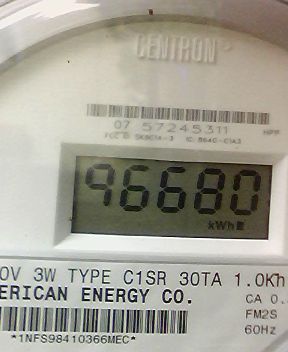 CENTRON
07 57245311
96680
kWh
0V 3W TYPE C1SR 30TA 1.0Kh
ERICAN ENERGY CO.
CA 0.
FM2S
*1NFS98410366MEC*
60Hz